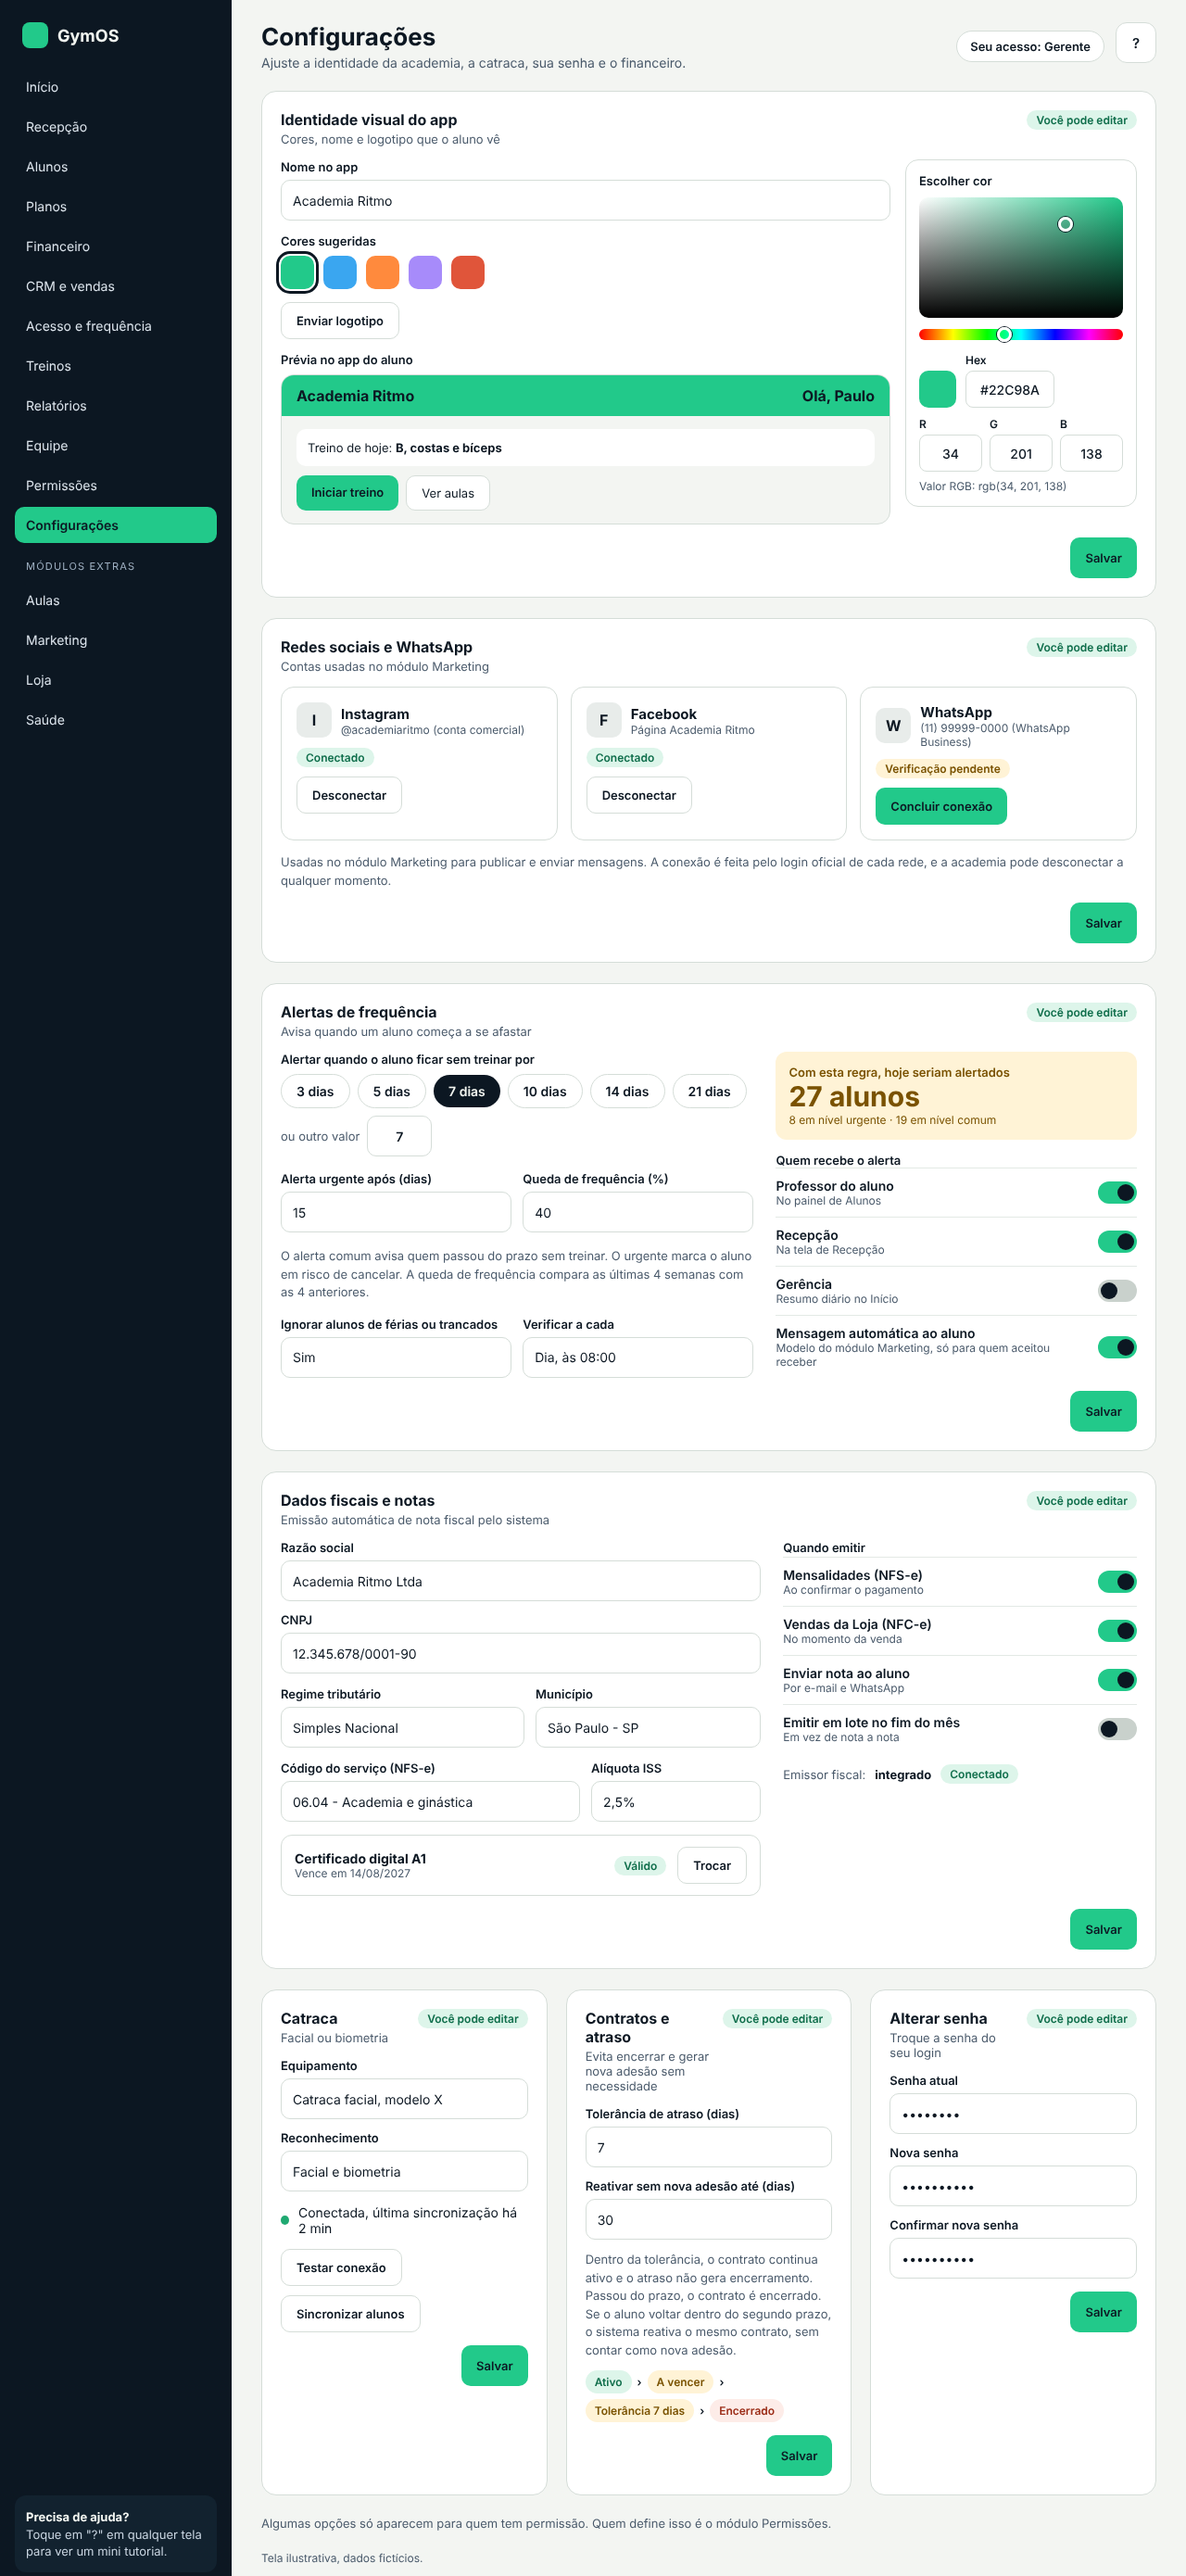 GymOS
Início
Recepção
Alunos
Planos
Financeiro
CRM e vendas
Acesso e frequência
Treinos
Relatórios
Equipe
Permissões
Configurações
MÓDULOS EXTRAS
Aulas
Marketing
Loja
Saúde
Precisa de ajuda?
Toque em "?" em qualquer tela
para ver um mini tutorial.
Configurações
Ajuste a identidade da academia, a catraca, sua senha e o financeiro.
Seu acesso: Gerente
?
Identidade visual do app
Cores, nome e logotipo que o aluno vê
Você pode editar
Nome no app
Academia Ritmo
Cores sugeridas
Enviar logotipo
Prévia no app do aluno
Academia Ritmo
Olá, Paulo
Treino de hoje: B, costas e bíceps
Iniciar treino
Ver aulas
Escolher cor
Hex
#22C98A
R
G
B
34
201
138
Valor RGB: rgb(34, 201, 138)
Salvar
Redes sociais e WhatsApp
Contas usadas no módulo Marketing
Você pode editar
I
Instagram
@academiaritmo (conta comercial)
Conectado
Desconectar
F
Facebook
Página Academia Ritmo
Conectado
Desconectar
W
WhatsApp
(11) 99999-0000 (WhatsApp
Business)
Verificação pendente
Concluir conexão
Usadas no módulo Marketing para publicar e enviar mensagens. A conexão é feita pelo login oficial de cada rede, e a academia pode desconectar a
qualquer momento.
Salvar
Alertas de frequência
Avisa quando um aluno começa a se afastar
Você pode editar
Alertar quando o aluno ficar sem treinar por
3 dias
5 dias
7 dias
10 dias
14 dias
21 dias
ou outro valor
7
Alerta urgente após (dias)
Queda de frequência (%)
15
40
O alerta comum avisa quem passou do prazo sem treinar. O urgente marca o aluno
em risco de cancelar. A queda de frequência compara as últimas 4 semanas com
as 4 anteriores.
Ignorar alunos de férias ou trancados
Verificar a cada
Sim
Dia, às 08:00
Com esta regra, hoje seriam alertados
27 alunos
8 em nível urgente · 19 em nível comum
Quem recebe o alerta
Professor do aluno
No painel de Alunos
Recepção
Na tela de Recepção
Gerência
Resumo diário no Início
Mensagem automática ao aluno
Modelo do módulo Marketing, só para quem aceitou
receber
Salvar
Dados fiscais e notas
Emissão automática de nota fiscal pelo sistema
Você pode editar
Razão social
Academia Ritmo Ltda
CNPJ
12.345.678/0001-90
Regime tributário
Município
Simples Nacional
São Paulo - SP
Código do serviço (NFS-e)
Alíquota ISS
06.04 - Academia e ginástica
2,5%
Certificado digital A1
Vence em 14/08/2027
Válido
Trocar
Quando emitir
Mensalidades (NFS-e)
Ao confirmar o pagamento
Vendas da Loja (NFC-e)
No momento da venda
Enviar nota ao aluno
Por e-mail e WhatsApp
Emitir em lote no fim do mês
Em vez de nota a nota
Emissor fiscal: integrado Conectado
Salvar
Catraca
Facial ou biometria
Você pode editar
Equipamento
Catraca facial, modelo X
Reconhecimento
Facial e biometria
Conectada, última sincronização há
2 min
Testar conexão
Sincronizar alunos
Salvar
Contratos e
atraso
Evita encerrar e gerar
nova adesão sem
necessidade
Você pode editar
Tolerância de atraso (dias)
7
Reativar sem nova adesão até (dias)
30
Dentro da tolerância, o contrato continua
ativo e o atraso não gera encerramento.
Passou do prazo, o contrato é encerrado.
Se o aluno voltar dentro do segundo prazo,
o sistema reativa o mesmo contrato, sem
contar como nova adesão.
Ativo › A vencer ›
Tolerância 7 dias › Encerrado
Salvar
Alterar senha
Troque a senha do
seu login
Você pode editar
Senha atual
••••••••
Nova senha
••••••••••
Confirmar nova senha
••••••••••
Salvar
Algumas opções só aparecem para quem tem permissão. Quem define isso é o módulo Permissões.
Tela ilustrativa, dados fictícios.